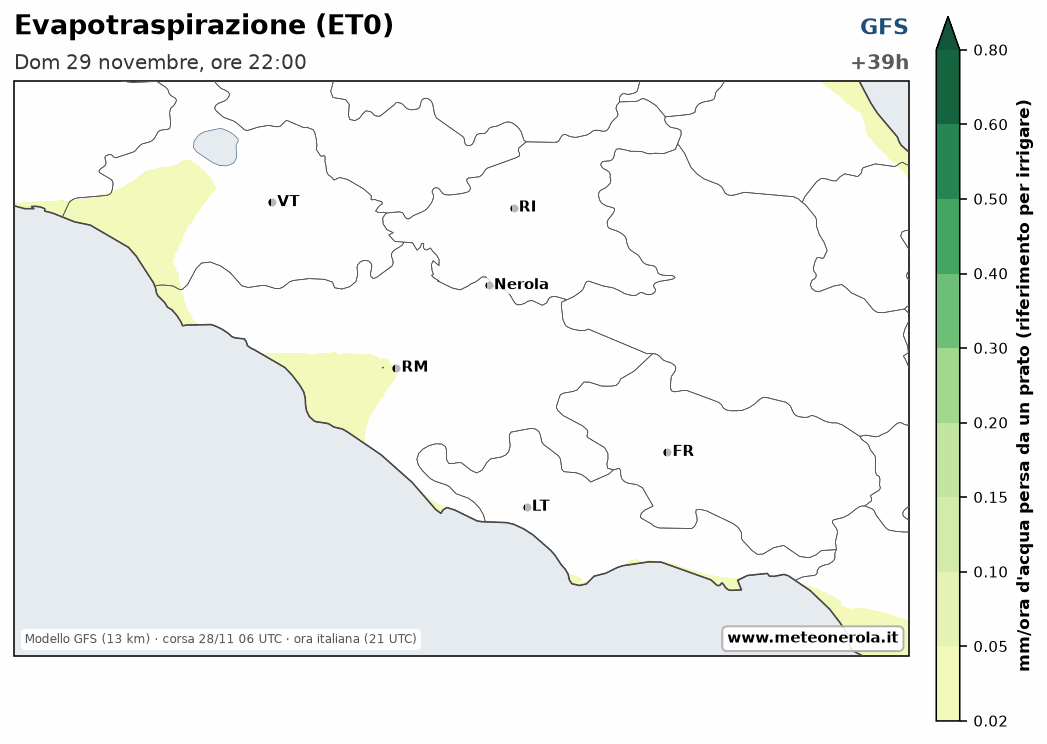 Evapotraspirazione (ET0)
GFS
Dom 29 novembre, ore 22:00
+39h
VT
RI
Nerola
RM
FR
LT
Modello GFS (13 km) · corsa 28/11 06 UTC · ora italiana (21 UTC)
www.meteonerola.it
0.80
0.60
0.50
0.40
0.30
0.20
0.15
0.10
0.05
0.02
mm/ora d'acqua persa da un prato (riferimento per irrigare)